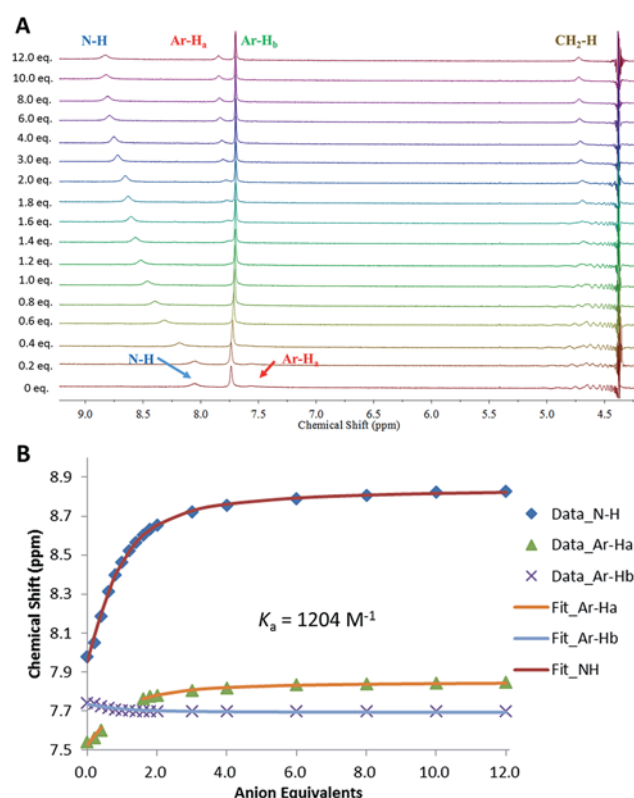 A
N-H Ar-Hₐ Ar-H_b CH₂-H
12.0 eq.
10.0 eq.
8.0 eq.
6.0 eq.
4.0 eq.
3.0 eq.
2.0 eq.
1.8 eq.
1.6 eq.
1.4 eq.
1.2 eq.
1.0 eq.
0.8 eq.
0.6 eq.
0.4 eq.
0.2 eq.
0 eq.
N-H Ar-Hₐ
9.0 8.5 8.0 7.5 7.0 6.5 6.0 5.5 5.0 4.5
Chemical Shift (ppm)
B
Chemical Shift (ppm)
8.9
8.7
8.5
8.3
8.1
7.9
7.7
7.5
Kₐ = 1204 M⁻¹
0.0 2.0 4.0 6.0 8.0 10.0 12.0
Anion Equivalents
Data_N-H
Data_Ar-Ha
Data_Ar-Hb
Fit_Ar-Ha
Fit_Ar-Hb
Fit_NH